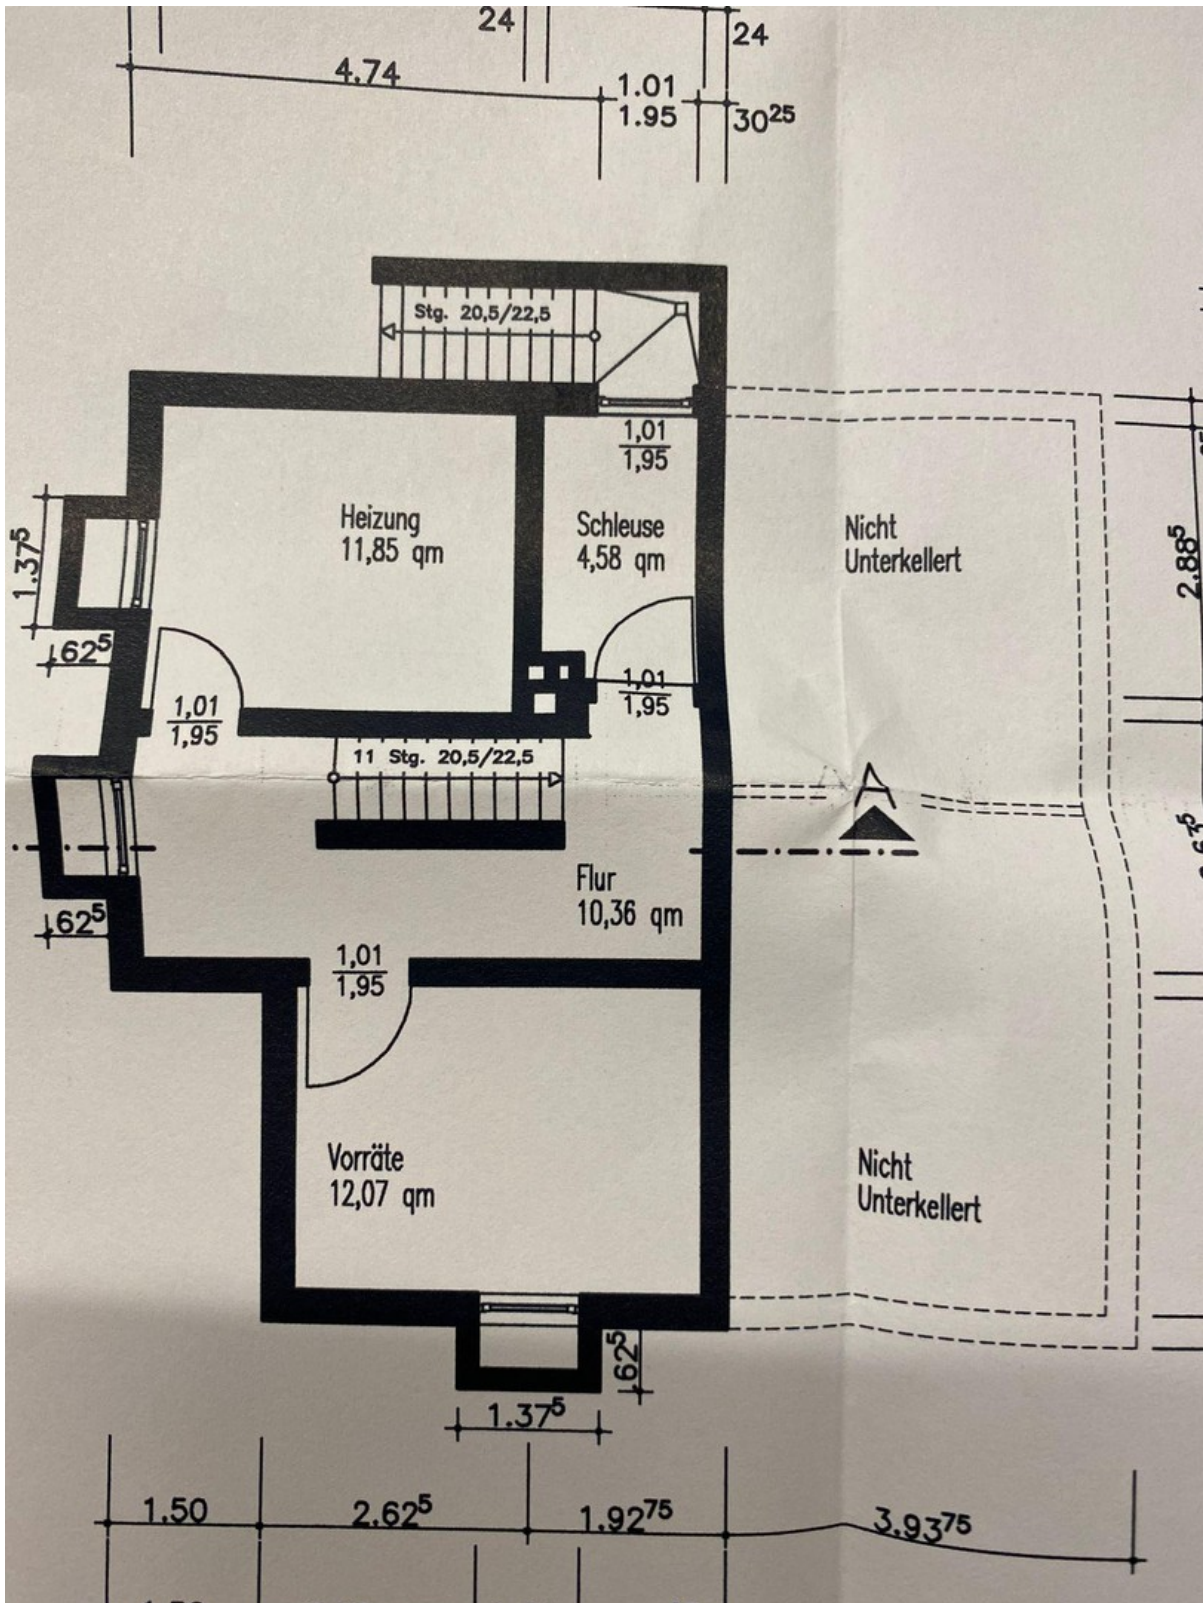 24
24
4.74
1.01
1.95
30²⁵
Stg. 20,5/22,5
1,01
1,95
Heizung
11,85 qm
Schleuse
4,58 qm
Nicht
Unterkellert
1.37⁵
2.88⁵
.62⁵
1,01
1,95
1,01
1,95
11 Stg. 20,5/22,5
A
Flur
10,36 qm
.62⁵
1,01
1,95
Vorräte
12,07 qm
Nicht
Unterkellert
.62⁵
1.37⁵
1.50
2.62⁵
1.92⁷⁵
3.93⁷⁵